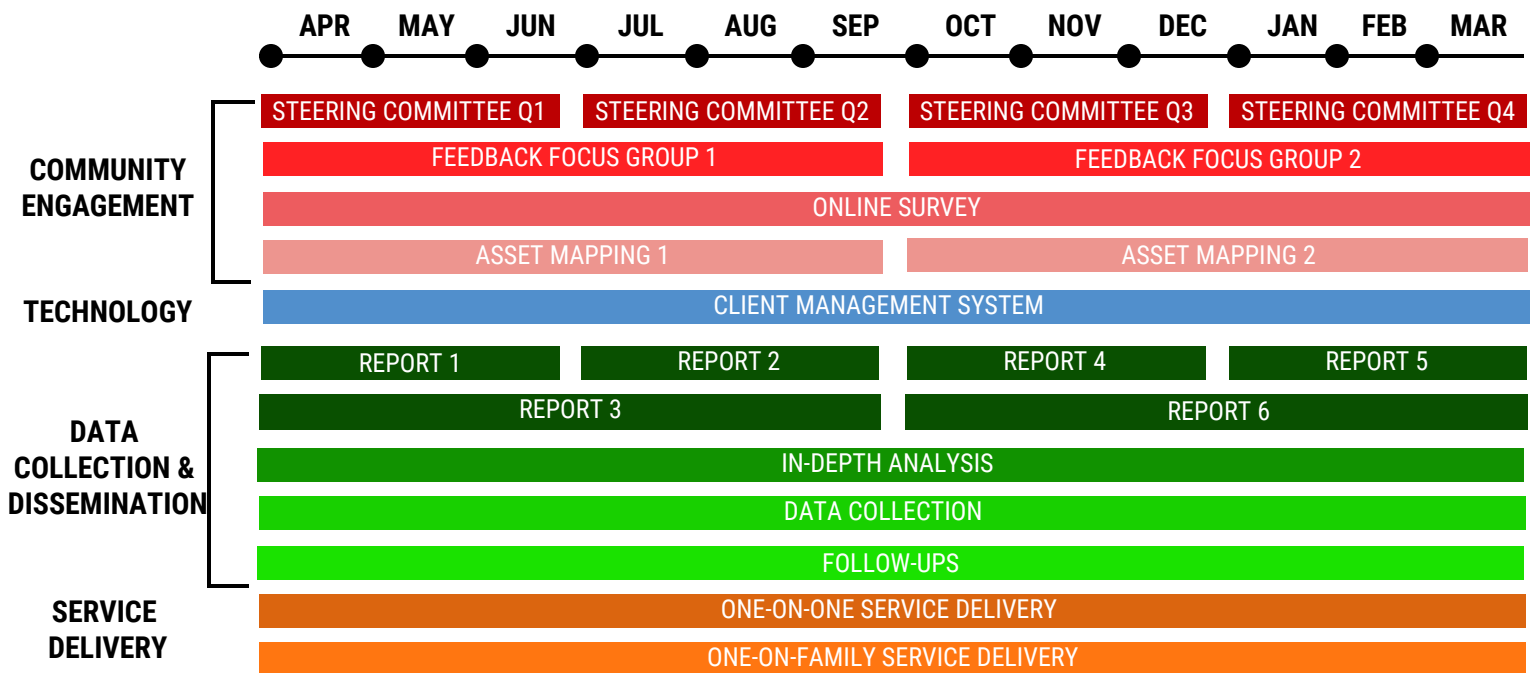 APR MAY JUN JUL AUG SEP OCT NOV DEC JAN FEB MAR
STEERING COMMITTEE Q1 STEERING COMMITTEE Q2 STEERING COMMITTEE Q3 STEERING COMMITTEE Q4
COMMUNITY
ENGAGEMENT
FEEDBACK FOCUS GROUP 1 FEEDBACK FOCUS GROUP 2
ONLINE SURVEY
ASSET MAPPING 1 ASSET MAPPING 2
TECHNOLOGY
CLIENT MANAGEMENT SYSTEM
REPORT 1 REPORT 2 REPORT 4 REPORT 5
REPORT 3 REPORT 6
DATA
COLLECTION &
DISSEMINATION
IN-DEPTH ANALYSIS
DATA COLLECTION
FOLLOW-UPS
SERVICE
DELIVERY
ONE-ON-ONE SERVICE DELIVERY
ONE-ON-FAMILY SERVICE DELIVERY